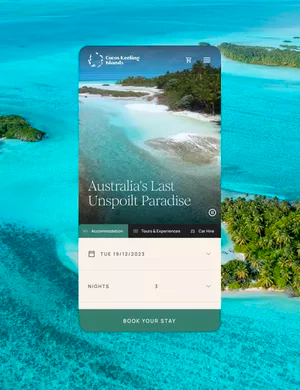 Cocos Keeling
Islands
Australia's Last
Unspoilt Paradise
Accommodation
Tours & Experiences
Car Hire
TUE 19/12/2023
NIGHTS
3
BOOK YOUR STAY